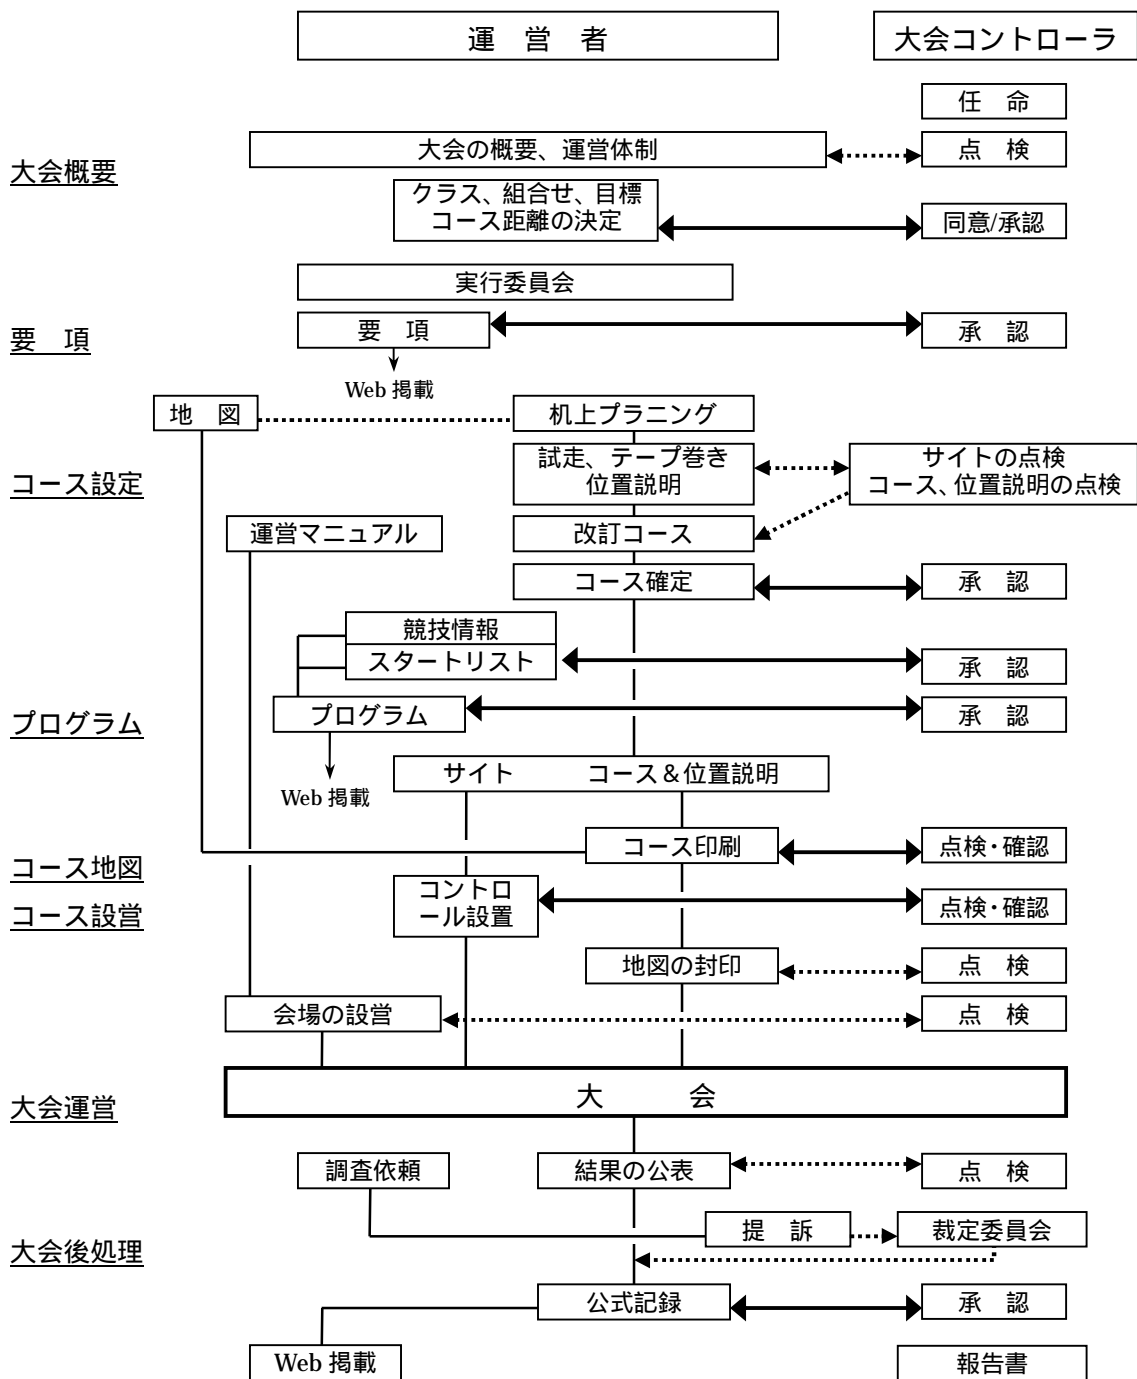 運　営　者
大会コントローラ
任　命
大会概要
大会の概要、運営体制
点　検
クラス、組合せ、目標
コース距離の決定
同意/承認
実行委員会
要　項
要　項
承　認
Web 掲載
地　図
机上プラニング
コース設定
試走、テープ巻き
位置説明
サイトの点検
コース、位置説明の点検
運営マニュアル
改訂コース
コース確定
承　認
競技情報
スタートリスト
承　認
プログラム
プログラム
承　認
Web 掲載
サイト　　　コース＆位置説明
コース印刷
点検・確認
コース地図
コース設営
コントロ
ール設置
点検・確認
地図の封印
点　検
会場の設営
点　検
大会運営
大　　　会
調査依頼
結果の公表
点　検
大会後処理
提　訴
裁定委員会
公式記録
承　認
Web 掲載
報告書